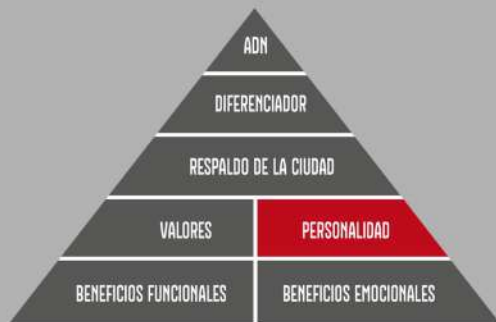 ADN
DIFERENCIADOR
RESPALDO DE LA CIUDAD
VALORES
PERSONALIDAD
BENEFICIOS FUNCIONALES
BENEFICIOS EMOCIONALES